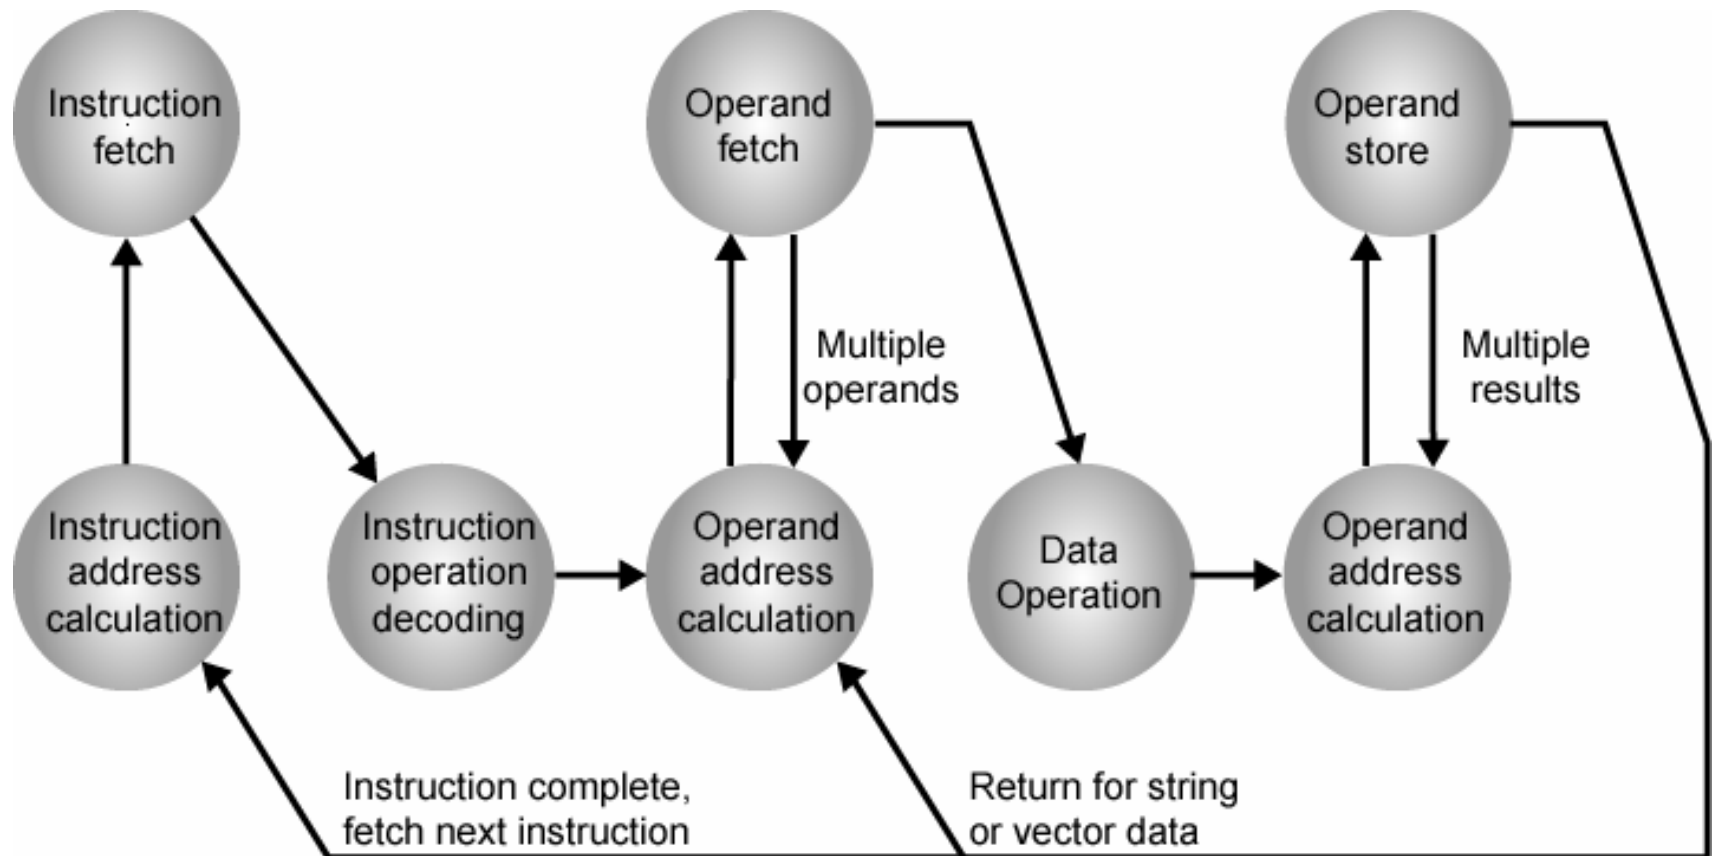 Instruction
fetch
Operand
fetch
Operand
store
Multiple
operands
Multiple
results
Instruction
address
calculation
Instruction
operation
decoding
Operand
address
calculation
Data
Operation
Operand
address
calculation
Instruction complete,
fetch next instruction
Return for string
or vector data